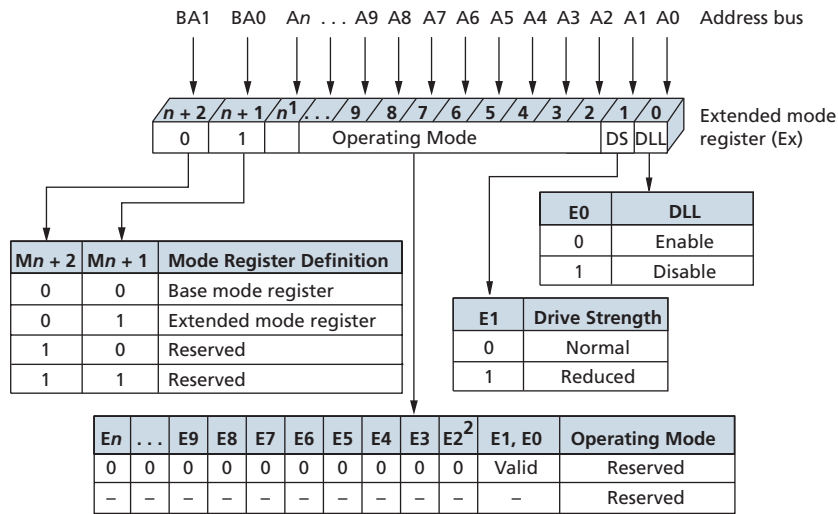 BA1 BA0 An . . . A9 A8 A7 A6 A5 A4 A3 A2 A1 A0 Address bus
n + 2 n + 1 n1 . . . 9 8 7 6 5 4 3 2 1 0
Extended mode
register (Ex)
0 1 Operating Mode DS DLL
E0 DLL
0 Enable
1 Disable
Mn + 2 Mn + 1 Mode Register Definition
0 0 Base mode register
0 1 Extended mode register
1 0 Reserved
1 1 Reserved
E1 Drive Strength
0 Normal
1 Reduced
En . . . E9 E8 E7 E6 E5 E4 E3 E22 E1, E0 Operating Mode
0 0 0 0 0 0 0 0 0 0 Valid Reserved
– – – – – – – – – – – Reserved